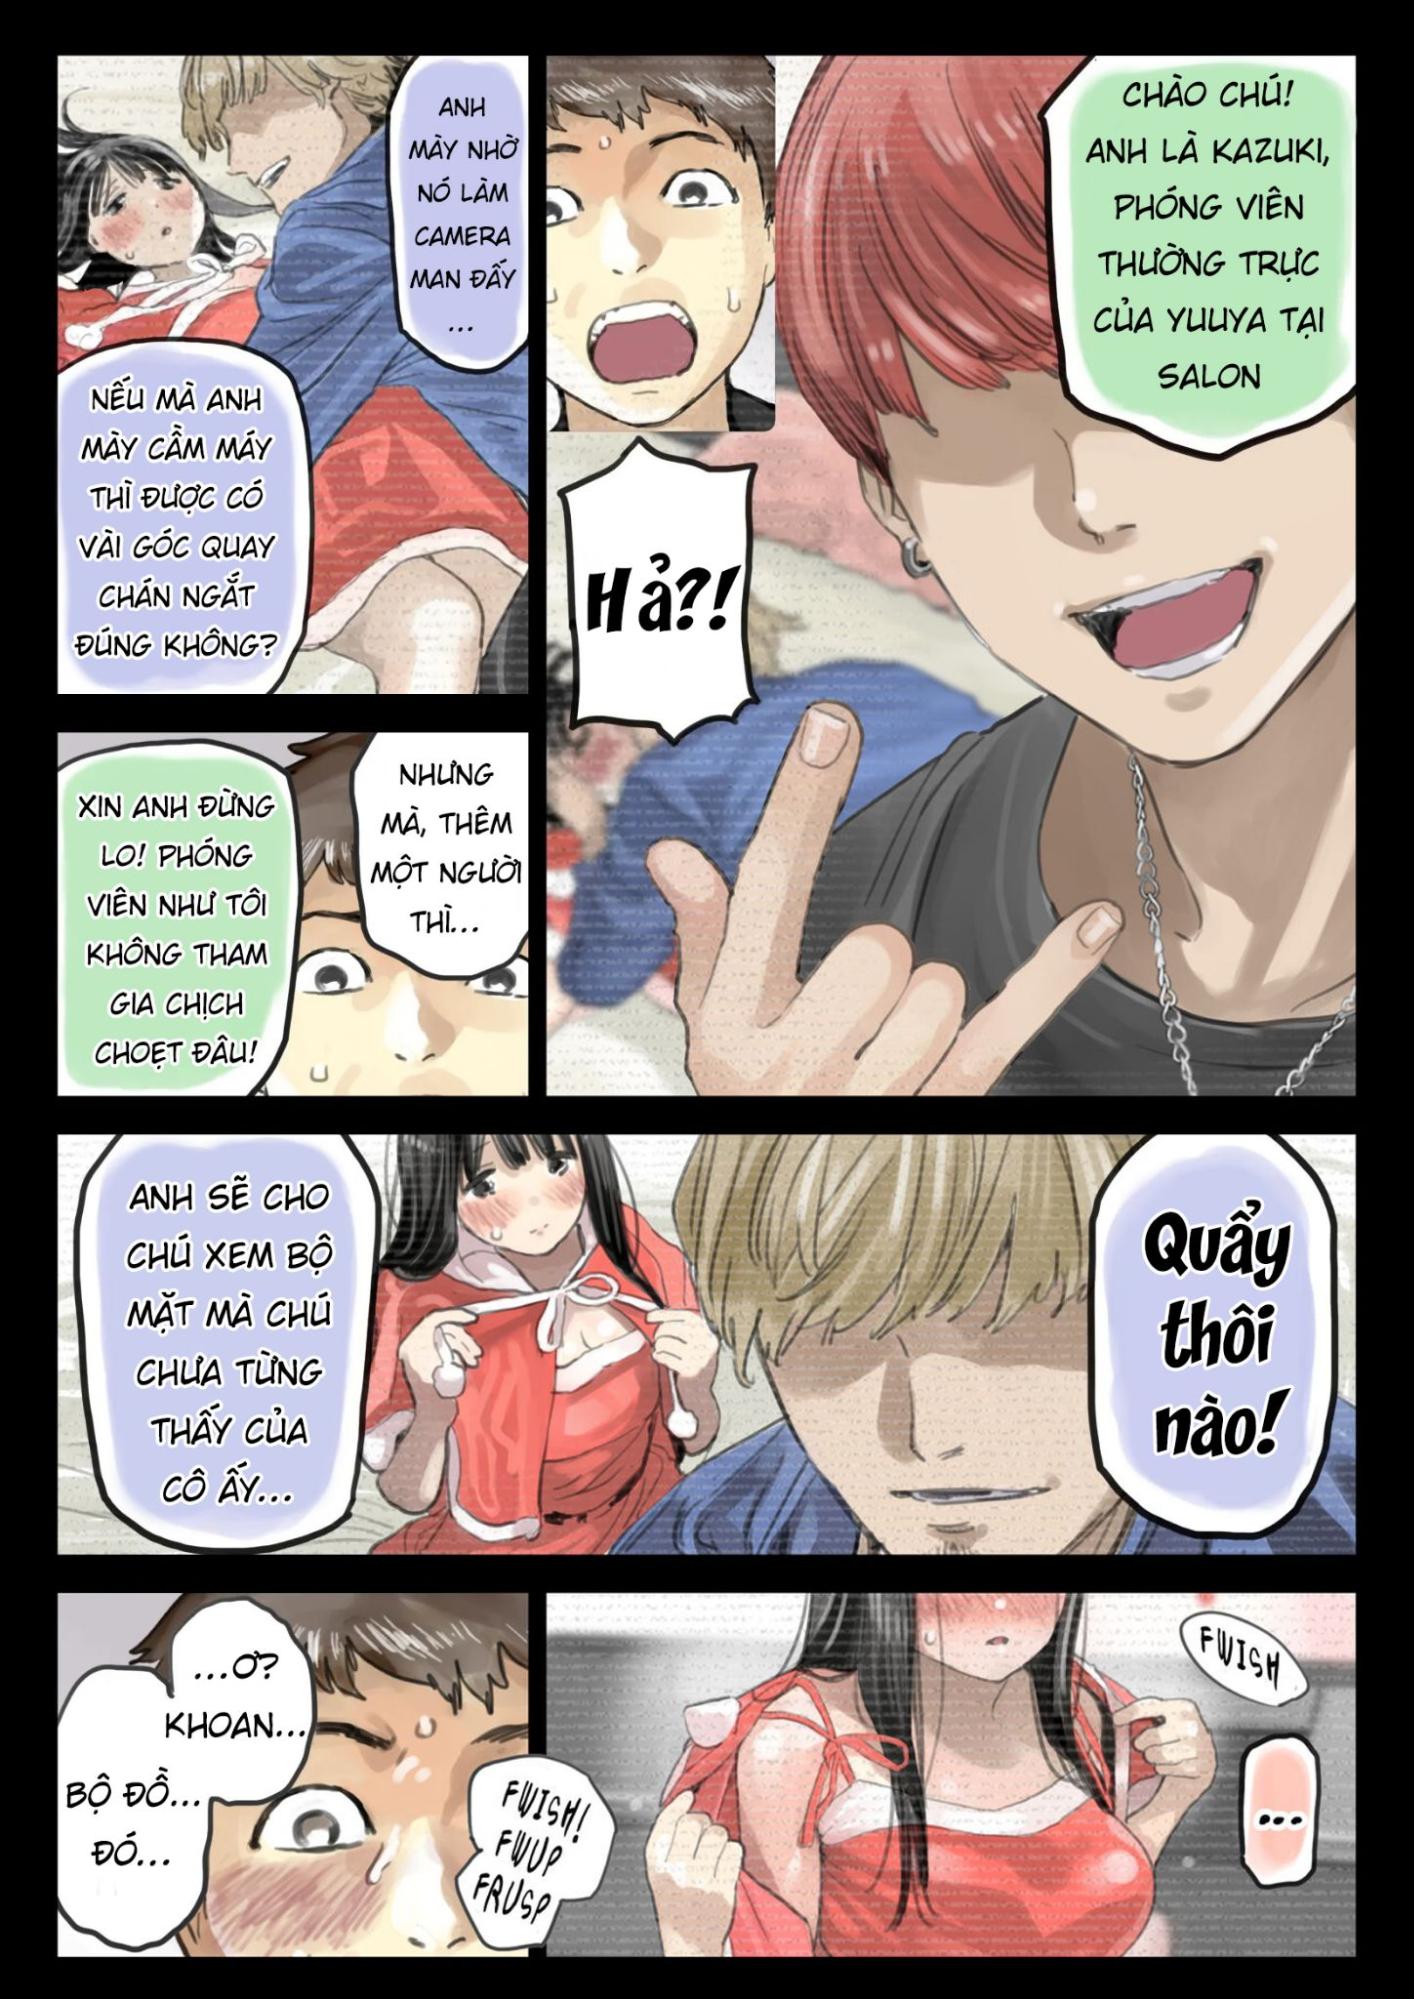 ANH
MÀY NHỜ
NÓ LÀM
CAMERA
MAN ĐẤY
...
NẾU MÀ ANH
MÀY CẦM MÁY
THÌ ĐƯỢC CÓ
VÀI GÓC QUAY
CHÁN NGẮT
ĐÚNG KHÔNG?
CHÀO CHÚ!
ANH LÀ KAZUKI,
PHÓNG VIÊN
THƯỜNG TRỰC
CỦA YUUYA TẠI
SALON
HẢ?!
NHƯNG
MÀ, THÊM
MỘT NGƯỜI
THÌ...
XIN ANH ĐỪNG
LO! PHÓNG
VIÊN NHƯ TÔI
KHÔNG THAM
GIA CHỊCH
CHOẸT ĐÂU!
ANH SẼ CHO
CHÚ XEM BỘ
MẶT MÀ CHÚ
CHƯA TỪNG
THẤY CỦA
CÔ ẤY...
Quẩy
thôi
nào!
...Ơ?
KHOAN...
BỘ ĐỒ...
ĐÓ...
FWISH!
FWUP
FRUSP
FWISH
...